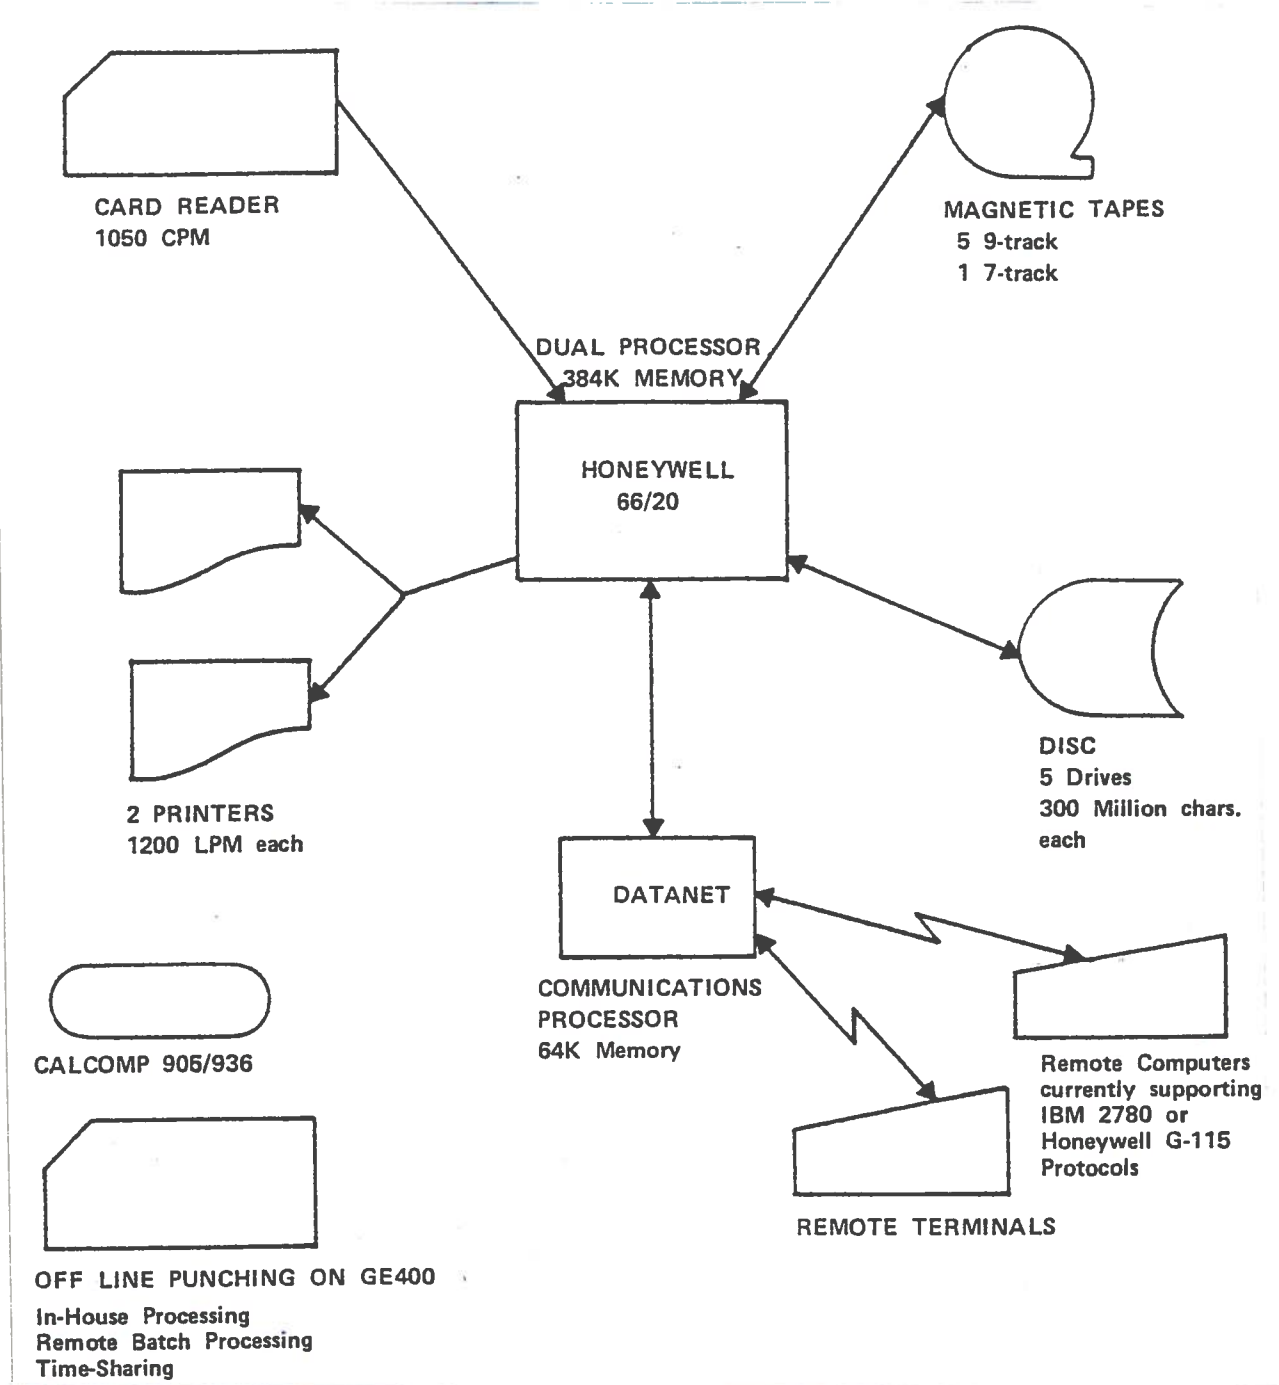 CARD READER
1050 CPM
MAGNETIC TAPES
5 9-track
1 7-track
DUAL PROCESSOR
384K MEMORY
HONEYWELL
66/20
2 PRINTERS
1200 LPM each
DISC
5 Drives
300 Million chars.
each
DATANET
COMMUNICATIONS
PROCESSOR
64K Memory
CALCOMP 905/936
Remote Computers
currently supporting
IBM 2780 or
Honeywell G-115
Protocols
REMOTE TERMINALS
OFF LINE PUNCHING ON GE400
In-House Processing
Remote Batch Processing
Time-Sharing